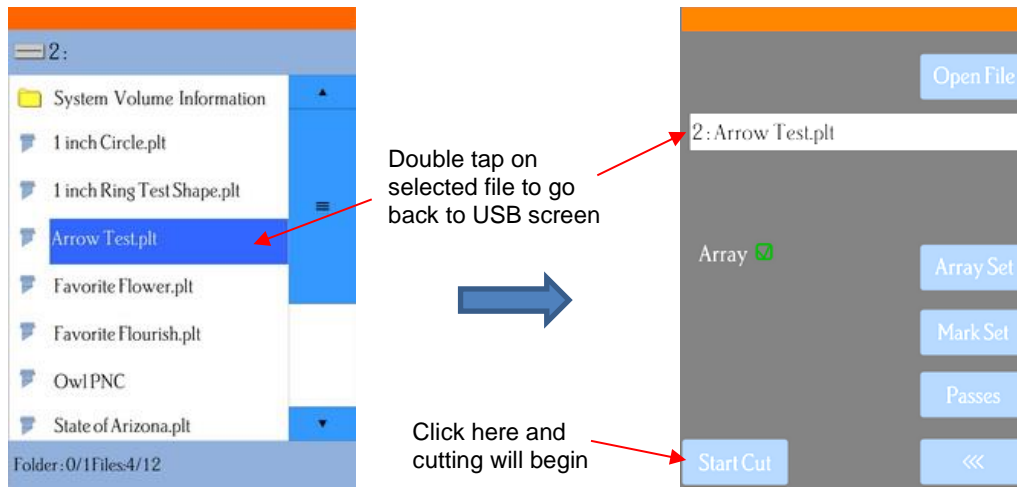 2:
System Volume Information
1 inch Circle.plt
1 inch Ring Test Shape.plt
Arrow Test.plt
Favorite Flower.plt
Favorite Flourish.plt
Owl PNC
State of Arizona.plt
Folder:0/1Files:4/12
Double tap on
selected file to go
back to USB screen
Click here and
cutting will begin
Open File
2:Arrow Test.plt
Array
Array Set
Mark Set
Passes
Start Cut
<<<